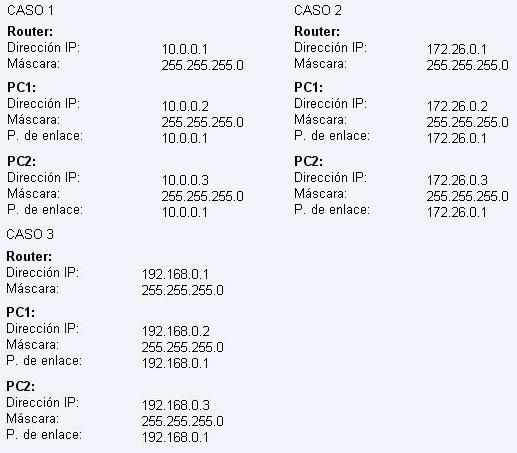 CASO 1
Router:
Dirección IP: 10.0.0.1
Máscara: 255.255.255.0
PC1:
Dirección IP: 10.0.0.2
Máscara: 255.255.255.0
P. de enlace: 10.0.0.1
PC2:
Dirección IP: 10.0.0.3
Máscara: 255.255.255.0
P. de enlace: 10.0.0.1
CASO 2
Router:
Dirección IP: 172.26.0.1
Máscara: 255.255.255.0
PC1:
Dirección IP: 172.26.0.2
Máscara: 255.255.255.0
P. de enlace: 172.26.0.1
PC2:
Dirección IP: 172.26.0.3
Máscara: 255.255.255.0
P. de enlace: 172.26.0.1
CASO 3
Router:
Dirección IP: 192.168.0.1
Máscara: 255.255.255.0
PC1:
Dirección IP: 192.168.0.2
Máscara: 255.255.255.0
P. de enlace: 192.168.0.1
PC2:
Dirección IP: 192.168.0.3
Máscara: 255.255.255.0
P. de enlace: 192.168.0.1